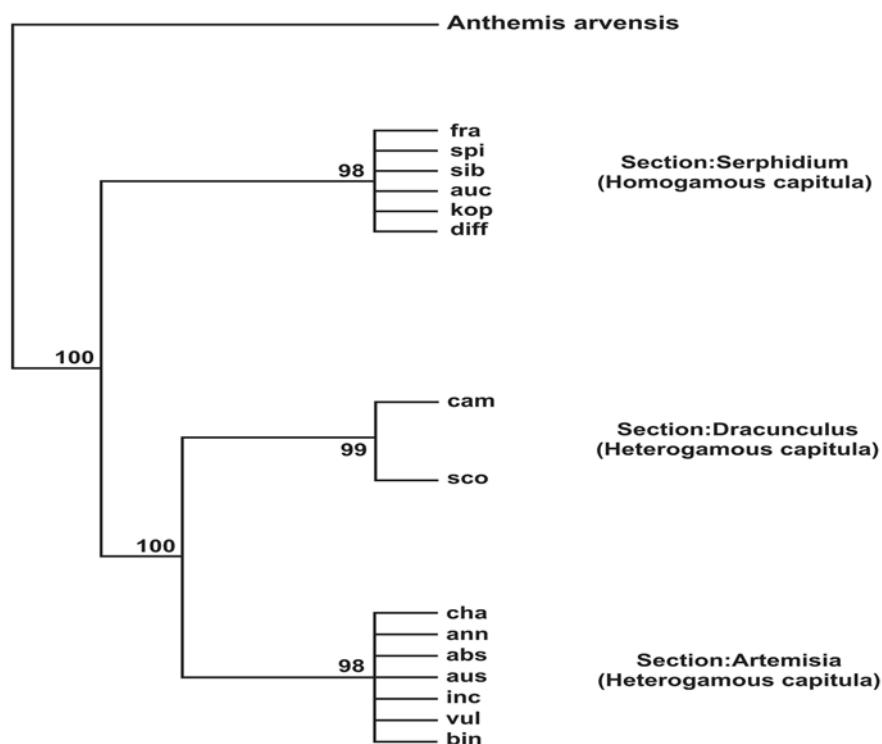 Anthemis arvensis
fra
spi
98
sib
auc
kop
diff
Section:Serphidium
(Homogamous capitula)
100
cam
99
sco
Section:Dracunculus
(Heterogamous capitula)
100
cha
ann
abs
98
aus
inc
vul
bin
Section:Artemisia
(Heterogamous capitula)